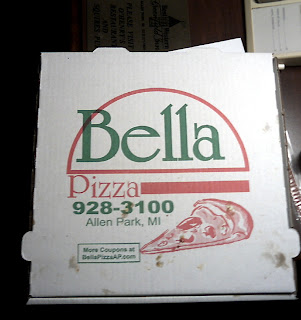 Bella
Pizza
928-3100
Allen Park, MI
More Coupons at
BellaPizzaAP.com